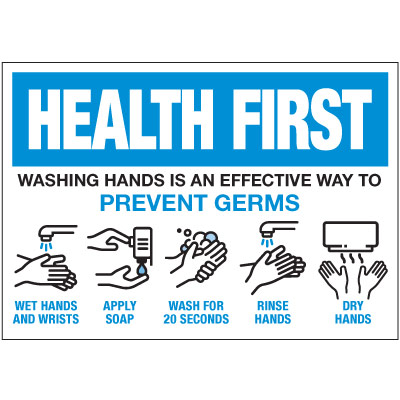 HEALTH FIRST
WASHING HANDS IS AN EFFECTIVE WAY TO
PREVENT GERMS
WET HANDS
AND WRISTS
APPLY
SOAP
WASH FOR
20 SECONDS
RINSE
HANDS
DRY
HANDS